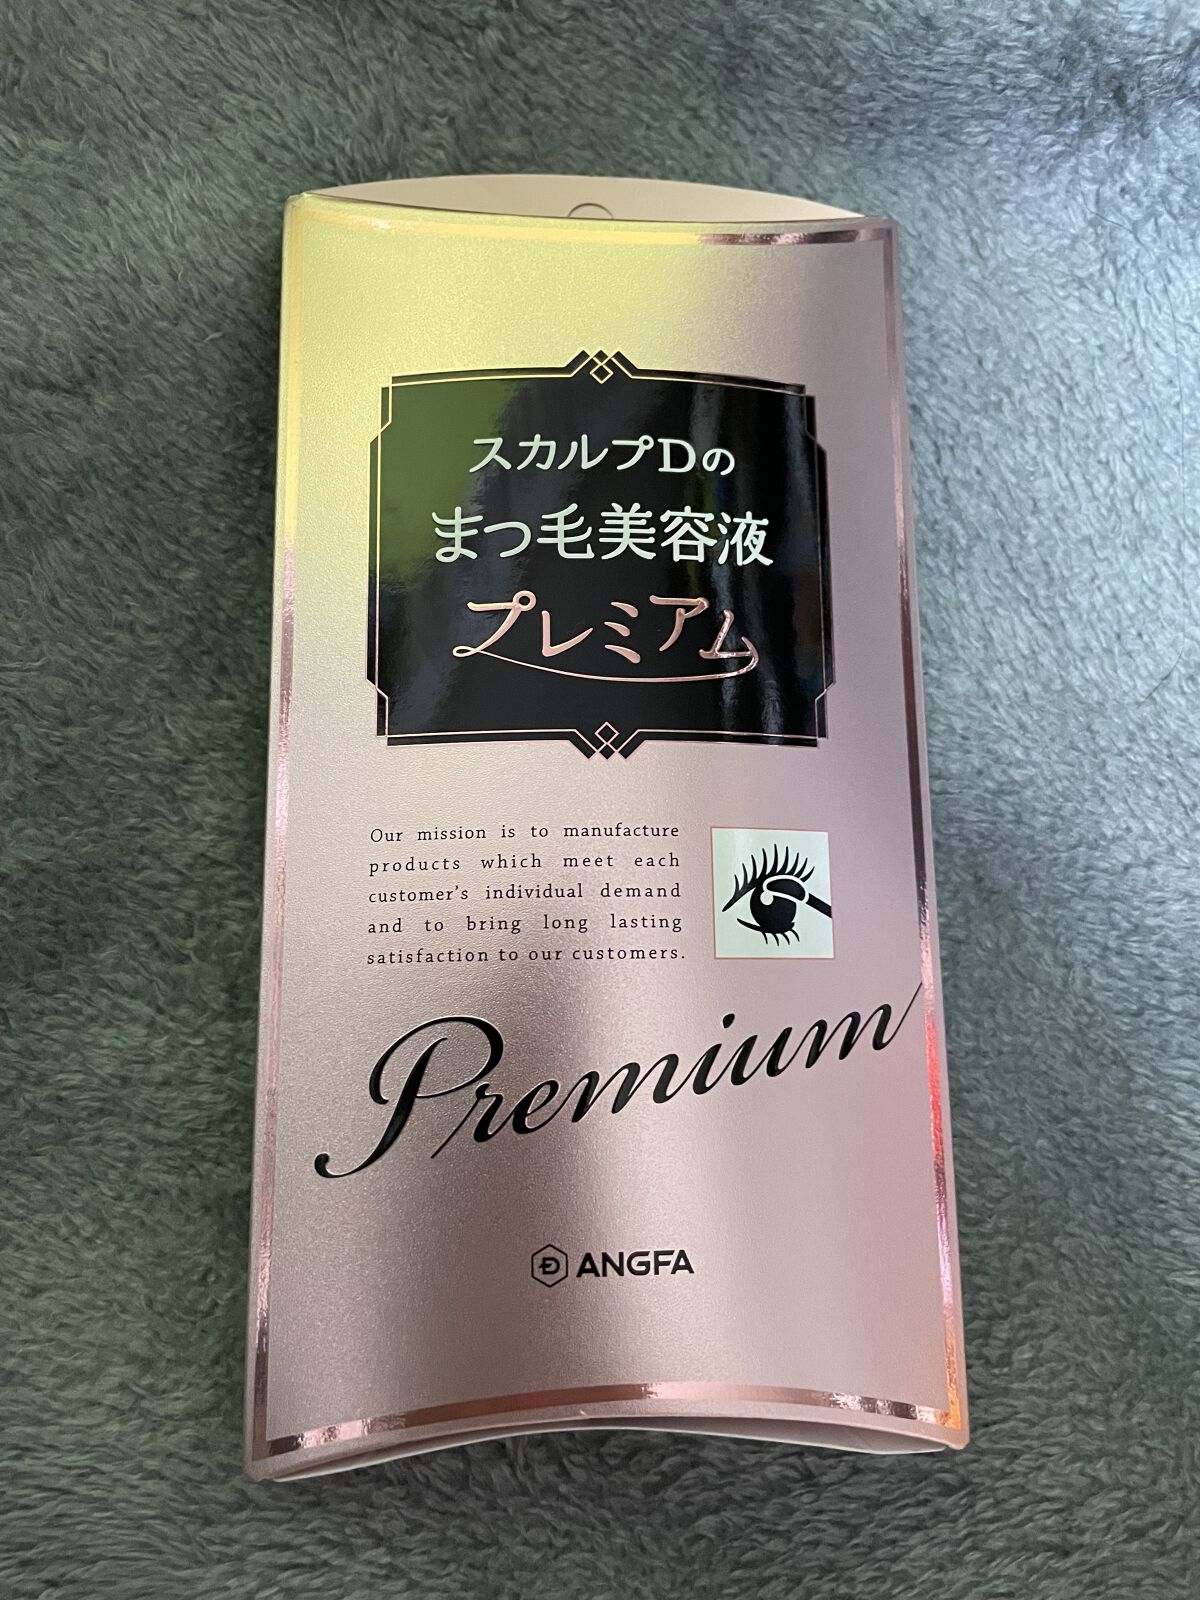 スカルプDの
まつ毛美容液
プレミアム
Our mission is to manufacture
products which meet each
customer's individual demand
and to bring long lasting
satisfaction to our customers.
Premium
ANGFA